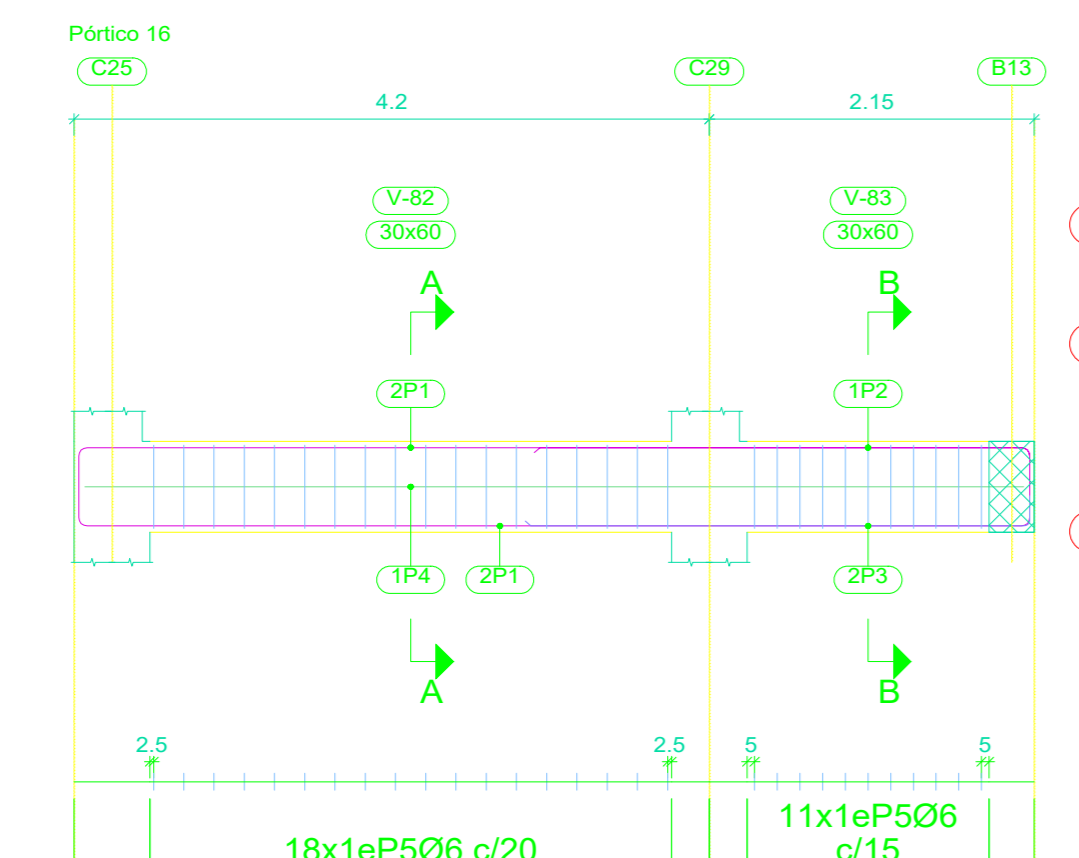 Pórtico 16
C25
C29
B13
4.2
2.15
V-82
V-83
30x60
30x60
A
B
2P1
1P2
1P4
2P1
2P3
A
B
2.5
2.5
5
5
11x1eP5Ø6
18x1eP5Ø6 c/20
c/15